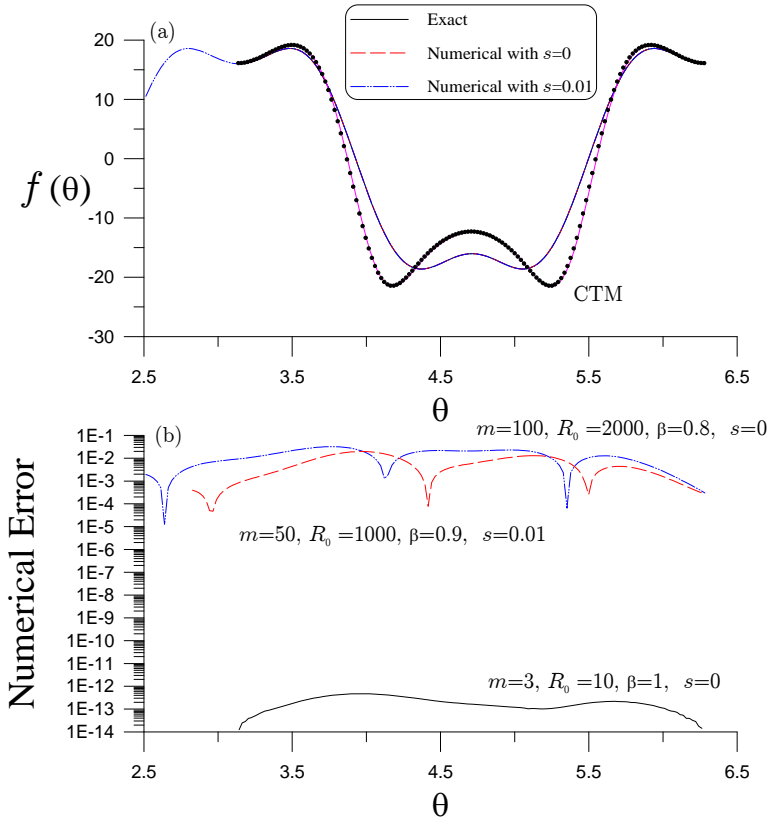 (a)
Exact
Numerical with s=0
Numerical with s=0.01
20
10
0
-10
-20
-30
f (θ)
CTM
2.5 3.5 4.5 5.5 6.5
θ
(b)
m=100, R₀ =2000, β=0.8, s=0
1E-1
1E-2
1E-3
1E-4
1E-5
1E-6
1E-7
1E-8
1E-9
1E-10
1E-11
1E-12
1E-13
1E-14
Numerical Error
m=50, R₀ =1000, β=0.9, s=0.01
m=3, R₀ =10, β=1, s=0
2.5 3.5 4.5 5.5 6.5
θ